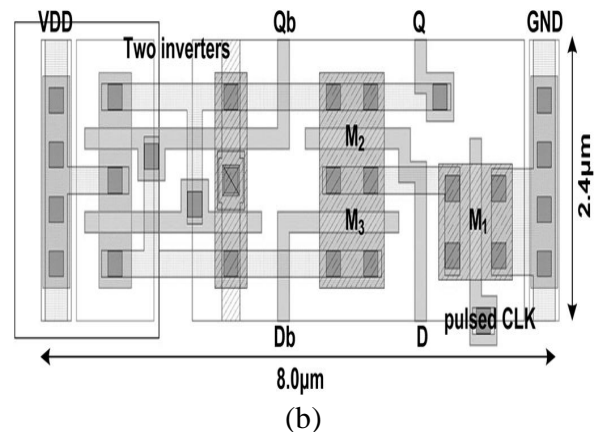 VDD
Qb
Q
GND
Two inverters
M2
M3
M1
2.4μm
pulsed CLK
Db
D
8.0μm
(b)